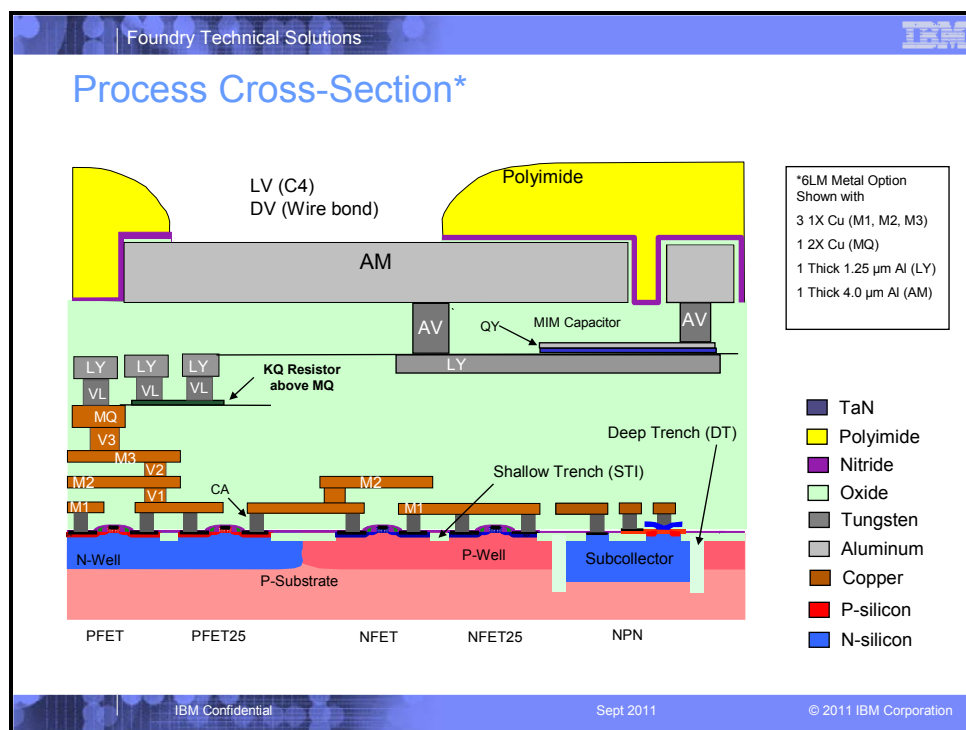 Foundry Technical Solutions
IBM
Process Cross-Section*
LV (C4)
DV (Wire bond)
Polyimide
AM
AV
AV
QY
MIM Capacitor
LY
LY
LY
LY
VL
VL
VL
KQ Resistor
above MQ
MQ
V3
M3
V2
M2
V1
M1
CA
M2
M1
Shallow Trench (STI)
Deep Trench (DT)
N-Well
P-Well
P-Substrate
Subcollector
PFET
PFET25
NFET
NFET25
NPN
*6LM Metal Option
Shown with
3 1X Cu (M1, M2, M3)
1 2X Cu (MQ)
1 Thick 1.25 µm Al (LY)
1 Thick 4.0 µm Al (AM)
TaN
Polyimide
Nitride
Oxide
Tungsten
Aluminum
Copper
P-silicon
N-silicon
IBM Confidential
Sept 2011
© 2011 IBM Corporation